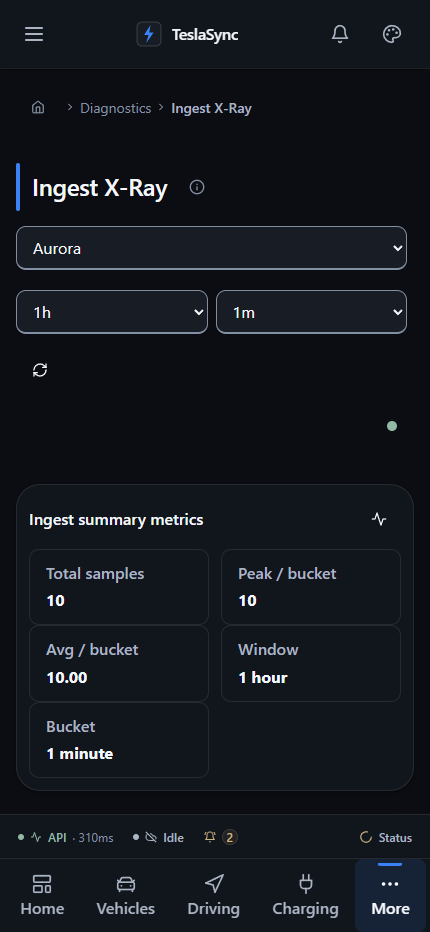 TeslaSync
Diagnostics Ingest X-Ray
Ingest X-Ray
Aurora
1h 1m
Ingest summary metrics
Total samples Peak / bucket
10 10
Avg / bucket Window
10.00 1 hour
Bucket
1 minute
API · 310ms Idle 2 Status
Home Vehicles Driving Charging More